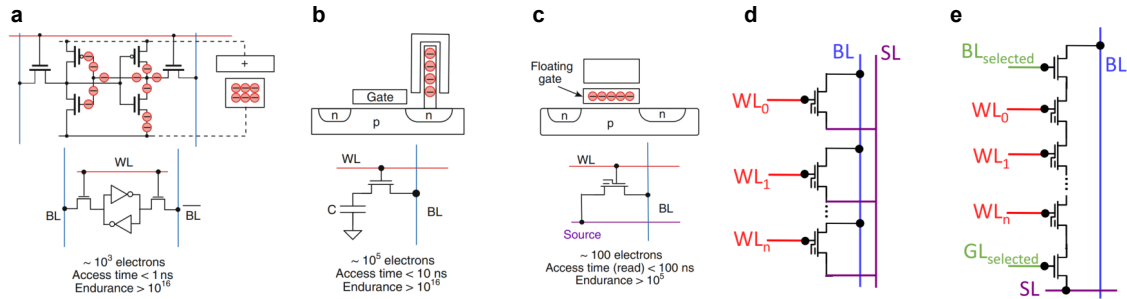 a
+
WL
BL
B̅L̅
~ 10³ electrons
Access time < 1 ns
Endurance > 10¹⁶
b
Gate
n
n
p
WL
C
BL
~ 10⁵ electrons
Access time < 10 ns
Endurance > 10¹⁶
c
Floating
gate
n
n
p
WL
BL
Source
~ 100 electrons
Access time (read) < 100 ns
Endurance > 10⁵
d
BL
SL
WL₀
WL₁
WLₙ
e
BLselected
BL
WL₀
WL₁
WLₙ
GLselected
SL